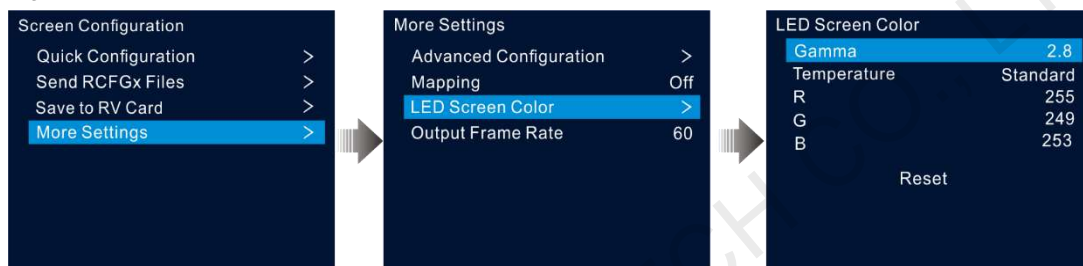 Screen Configuration
Quick Configuration >
Send RCFGx Files >
Save to RV Card >
More Settings >
More Settings
Advanced Configuration >
Mapping Off
LED Screen Color >
Output Frame Rate 60
LED Screen Color
Gamma 2.8
Temperature Standard
R 255
G 249
B 253
Reset